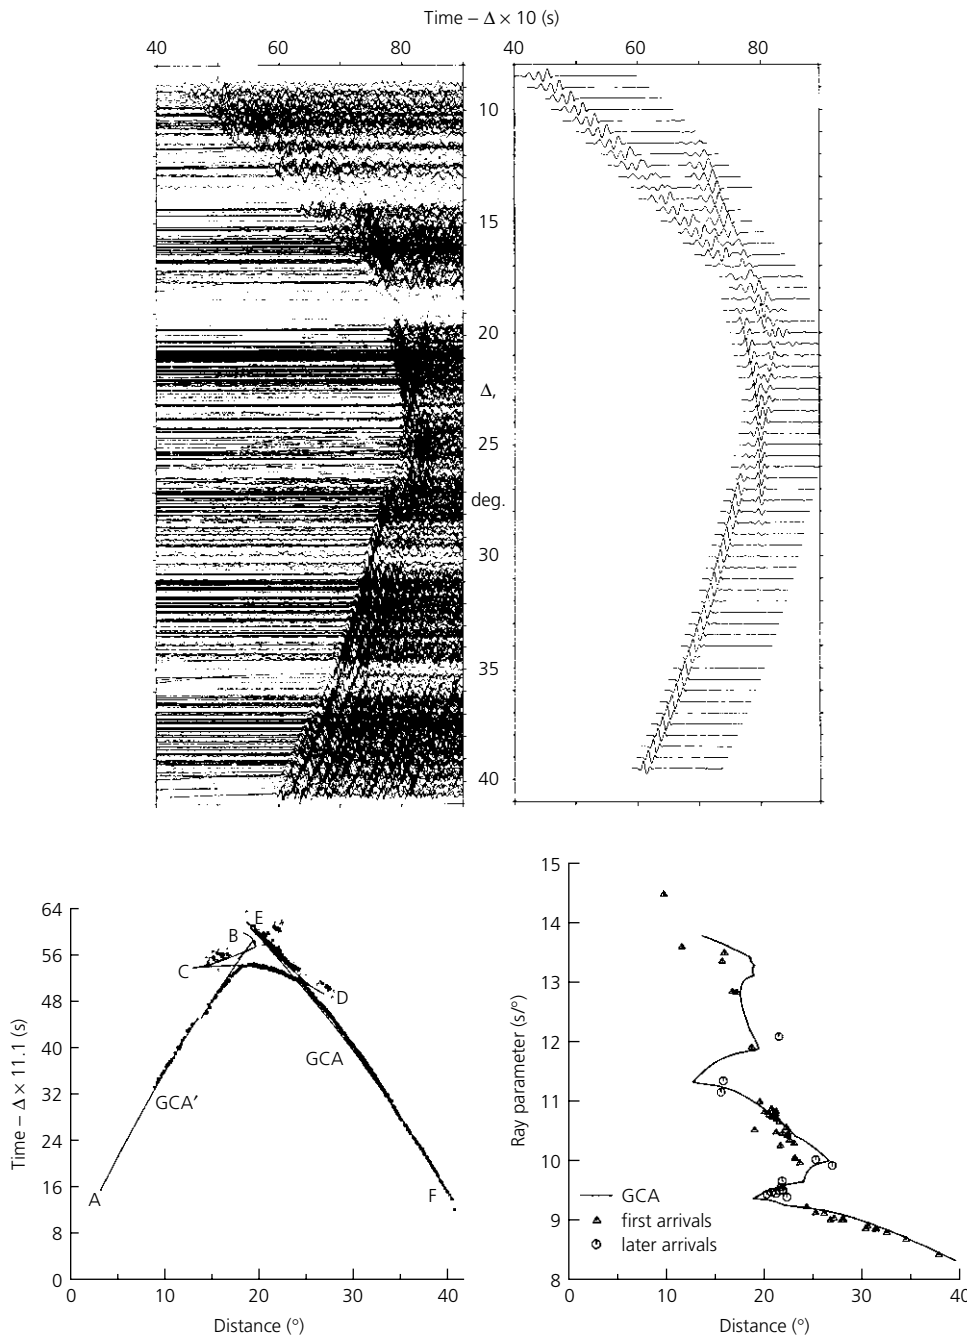 Time – Δ × 10 (s)
40 60 80 40 60 80
10
15
20
Δ,
25
deg.
30
35
40
Time – Δ × 11.1 (s)
64
56
48
40
32
24
16
8
0
0 10 20 30 40
Distance (°)
A
B
C
D
E
F
GCA′
GCA
Ray parameter (s/°)
15
14
13
12
11
10
9
8
0 10 20 30 40
Distance (°)
GCA
first arrivals
later arrivals